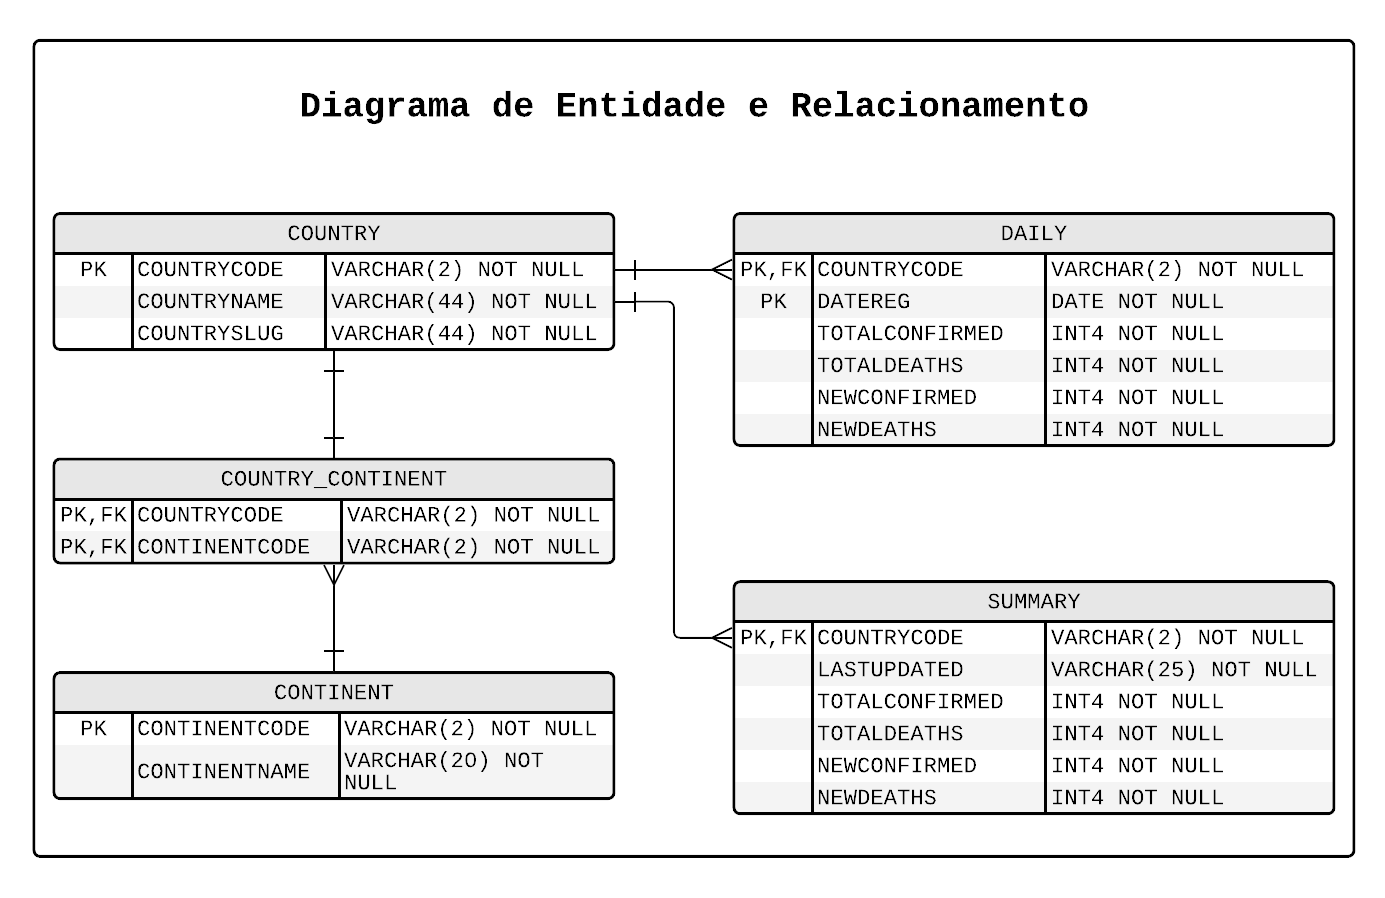 Diagrama de Entidade e Relacionamento
COUNTRY
PK COUNTRYCODE VARCHAR(2) NOT NULL
COUNTRYNAME VARCHAR(44) NOT NULL
COUNTRYSLUG VARCHAR(44) NOT NULL
DAILY
PK,FK COUNTRYCODE VARCHAR(2) NOT NULL
PK DATEREG DATE NOT NULL
TOTALCONFIRMED INT4 NOT NULL
TOTALDEATHS INT4 NOT NULL
NEWCONFIRMED INT4 NOT NULL
NEWDEATHS INT4 NOT NULL
COUNTRY_CONTINENT
PK,FK COUNTRYCODE VARCHAR(2) NOT NULL
PK,FK CONTINENTCODE VARCHAR(2) NOT NULL
CONTINENT
PK CONTINENTCODE VARCHAR(2) NOT NULL
CONTINENTNAME VARCHAR(20) NOT
NULL
SUMMARY
PK,FK COUNTRYCODE VARCHAR(2) NOT NULL
LASTUPDATED VARCHAR(25) NOT NULL
TOTALCONFIRMED INT4 NOT NULL
TOTALDEATHS INT4 NOT NULL
NEWCONFIRMED INT4 NOT NULL
NEWDEATHS INT4 NOT NULL